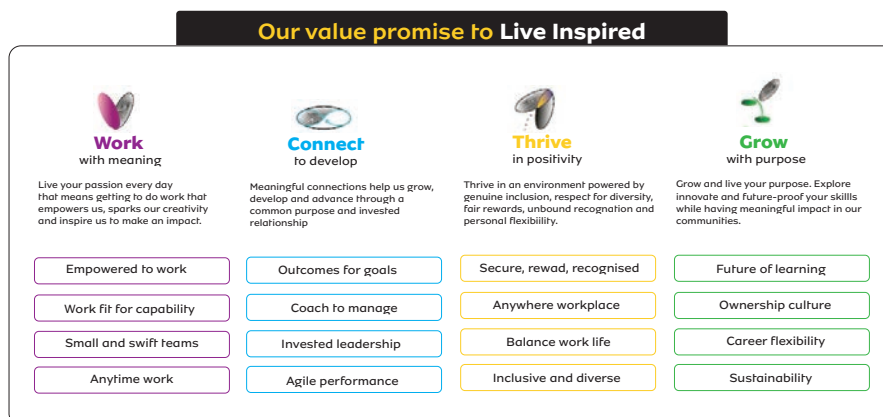 Our value promise to Live Inspired
Work
with meaning
Live your passion every day
that means getting to do work that
empowers us, sparks our creativity
and inspire us to make an impact.
Empowered to work
Work fit for capability
Small and swift teams
Anytime work
Connect
to develop
Meaningful connections help us grow,
develop and advance through a
common purpose and invested
relationship
Outcomes for goals
Coach to manage
Invested leadership
Agile performance
Thrive
in positivity
Thrive in an environment powered by
genuine inclusion, respect for diversity,
fair rewards, unbound recognation and
personal flexibiility.
Secure, rewad, recognised
Anywhere workplace
Balance work life
Inclusive and diverse
Grow
with purpose
Grow and live your purpose. Explore
innovate and future-proof your skillls
while having meaningful impact in our
communities.
Future of learning
Ownership culture
Career flexibility
Sustainability